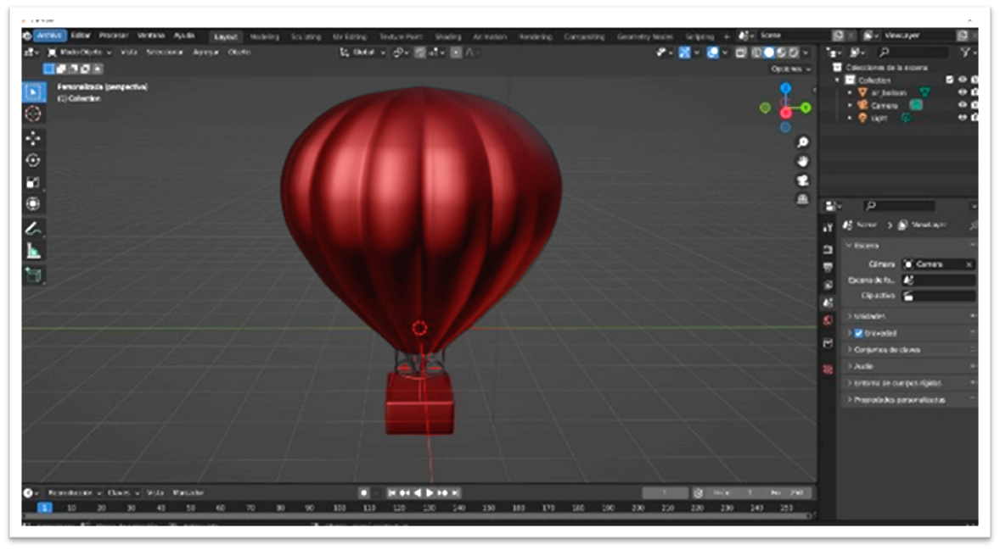 Archivo Editar Procesar Ventana Ayuda Layout Modeling Sculpting UV Editing Texture Paint Shading Animation Rendering Compositing Geometry Nodes Scripting + Scene ViewLayer
Modo Objeto Vista Seleccionar Agregar Objeto Global
Opciones
Personalizada (perspectiva)
(1) Collection
Colecciones de la escena
Collection
air_balloon
Camera
Light
Scene > ViewLayer
Escena
Cámara Camera
Escena de fo..
Clip activo
Unidades
Gravedad
Conjuntos de claves
Audio
Entorno de cuerpos rígidos
Propiedades personalizadas
Reproducción Claves Vista Marcador 1 Inicio 1 Fin 250
1 10 20 30 40 50 60 70 80 90 100 110 120 130 140 150 160 170 180 190 200 210 220 230 240 250